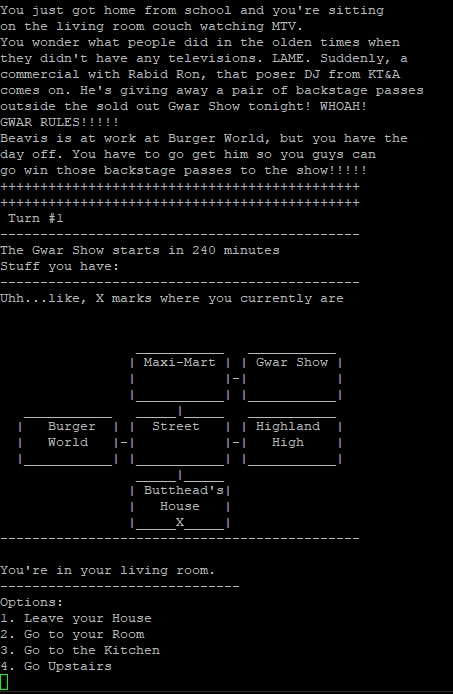 You just got home from school and you're sitting
on the living room couch watching MTV.
You wonder what people did in the olden times when
they didn't have any televisions. LAME. Suddenly, a
commercial with Rabid Ron, that poser DJ from KT&A
comes on. He's giving away a pair of backstage passes
outside the sold out Gwar Show tonight! WHOAH!
GWAR RULES!!!!!
Beavis is at work at Burger World, but you have the
day off. You have to go get him so you guys can
go win those backstage passes to the show!!!!!
+++++++++++++++++++++++++++++++++++++++++++++
+++++++++++++++++++++++++++++++++++++++++++++
Turn #1
---------------------------------------------
The Gwar Show starts in 240 minutes
Stuff you have:
---------------------------------------------
Uhh...like, X marks where you currently are
Maxi-Mart | | Gwar Show
Burger | | Street | | Highland
World |-| |-| High
Butthead's
House
X
---------------------------------------------
You're in your living room.
------------------------------
Options:
1. Leave your House
2. Go to your Room
3. Go to the Kitchen
4. Go Upstairs